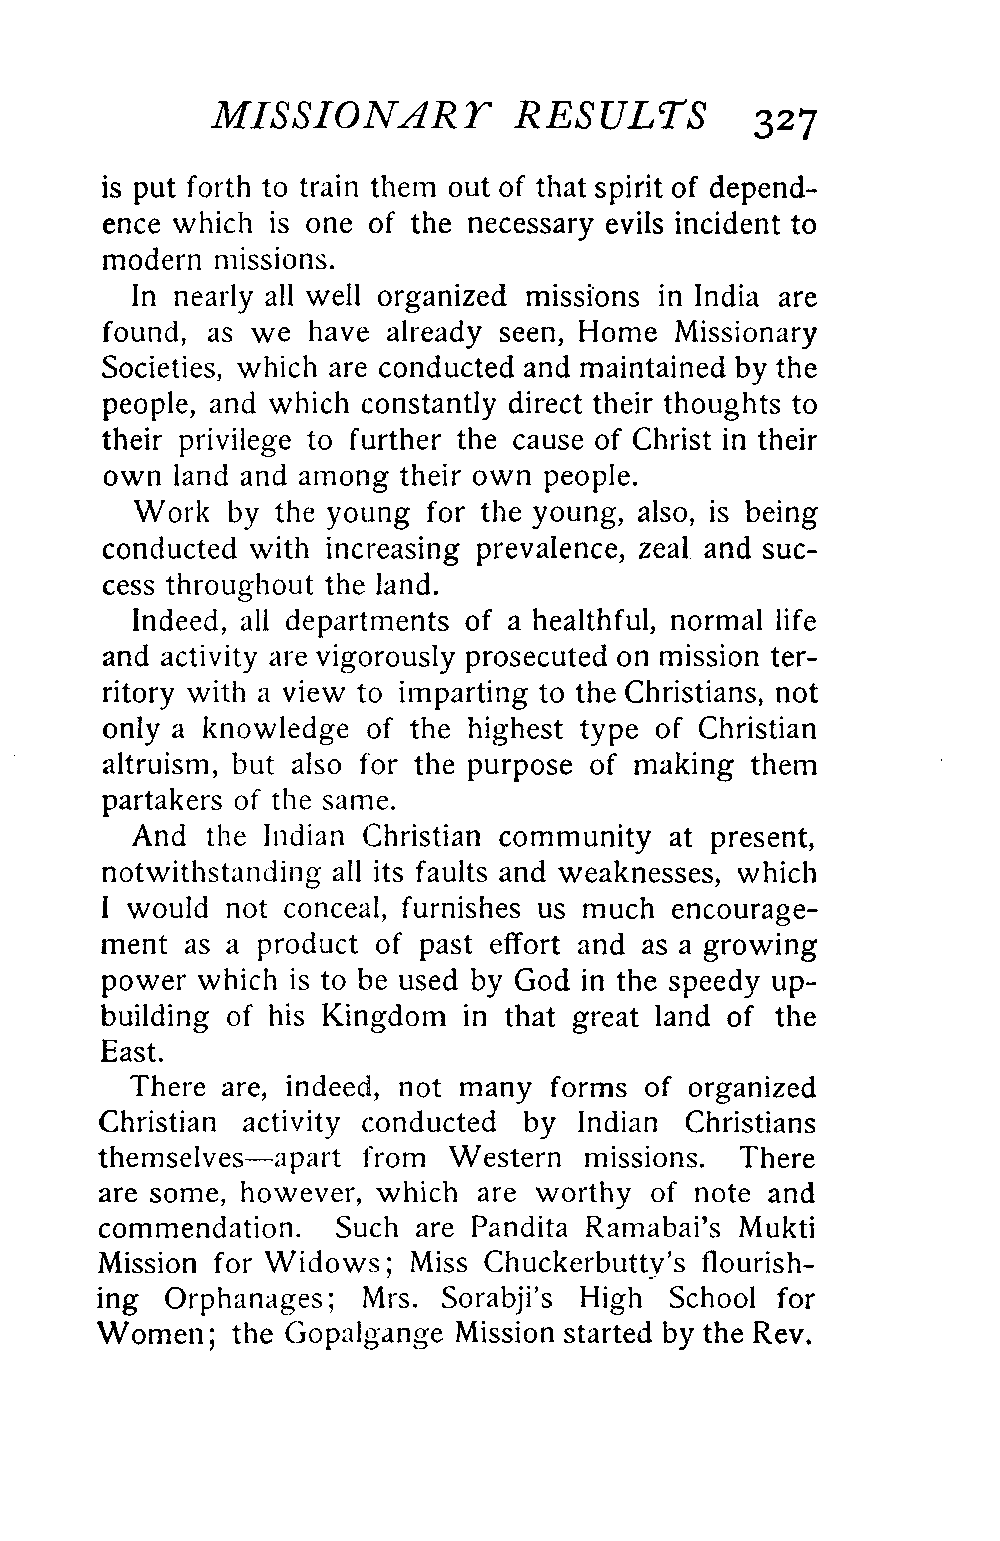 MISSIONARY RESULTS 327
is put forth to train them out of that spirit of depend-
ence which is one of the necessary evils incident to
modern missions.
In nearly all well organized missions in India are
found, as we have already seen, Home Missionary
Societies, which are conducted and maintained by the
people, and which constantly direct their thoughts to
their privilege to further the cause of Christ in their
own land and among their own people.
Work by the young for the young, also, is being
conducted with increasing prevalence, zeal and suc-
cess throughout the land.
Indeed, all departments of a healthful, normal life
and activity are vigorously prosecuted on mission ter-
ritory with a view to imparting to the Christians, not
only a knowledge of the highest type of Christian
altruism, but also for the purpose of making them
partakers of the same.
And the Indian Christian community at present,
notwithstanding all its faults and weaknesses, which
I would not conceal, furnishes us much encourage-
ment as a product of past effort and as a growing
power which is to be used by God in the speedy up-
building of his Kingdom in that great land of the
East.
There are, indeed, not many forms of organized
Christian activity conducted by Indian Christians
themselves—apart from Western missions. There
are some, however, which are worthy of note and
commendation. Such are Pandita Ramabai's Mukti
Mission for Widows; Miss Chuckerbutty's flourish-
ing Orphanages; Mrs. Sorabji's High School for
Women; the Gopalgange Mission started by the Rev.